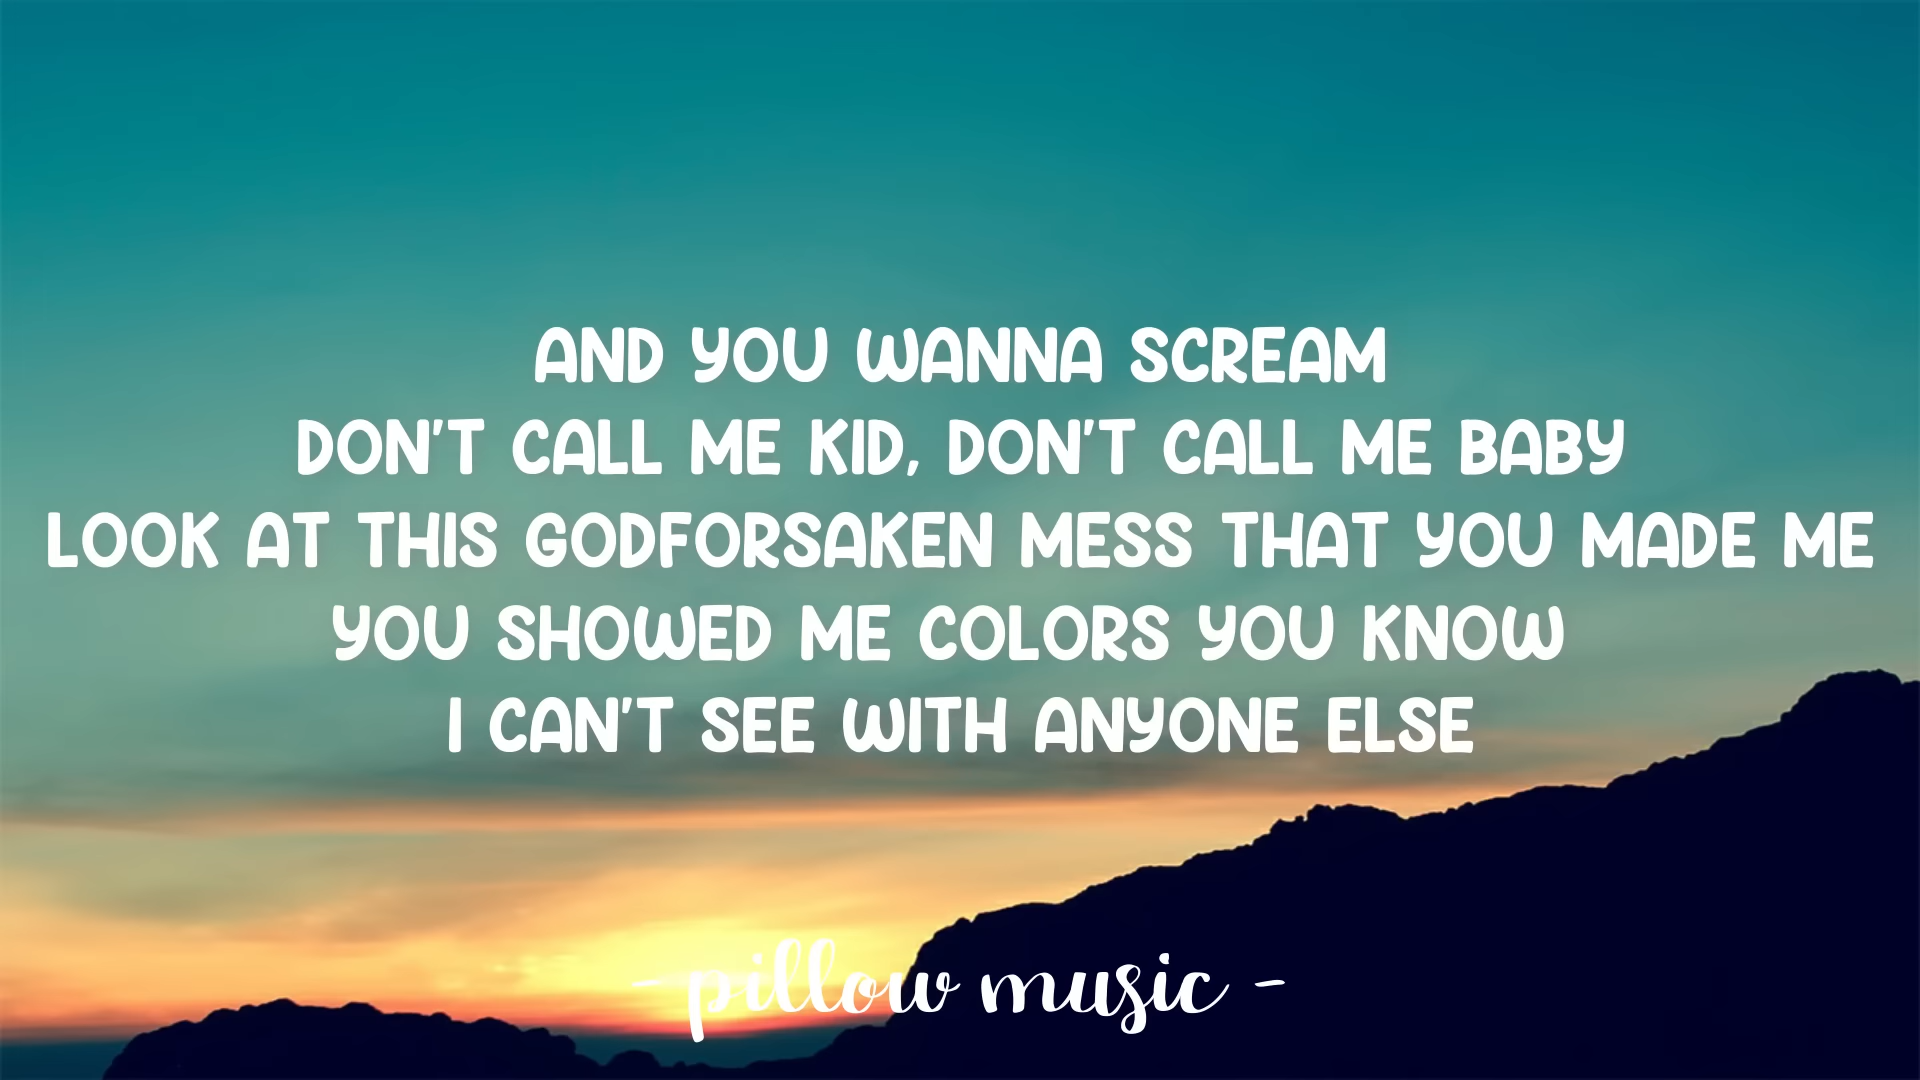 AND YOU WANNA SCREAM
DON'T CALL ME KID, DON'T CALL ME BABY
LOOK AT THIS GODFORSAKEN MESS THAT YOU MADE ME
YOU SHOWED ME COLORS YOU KNOW
I CAN'T SEE WITH ANYONE ELSE
- pillow music -